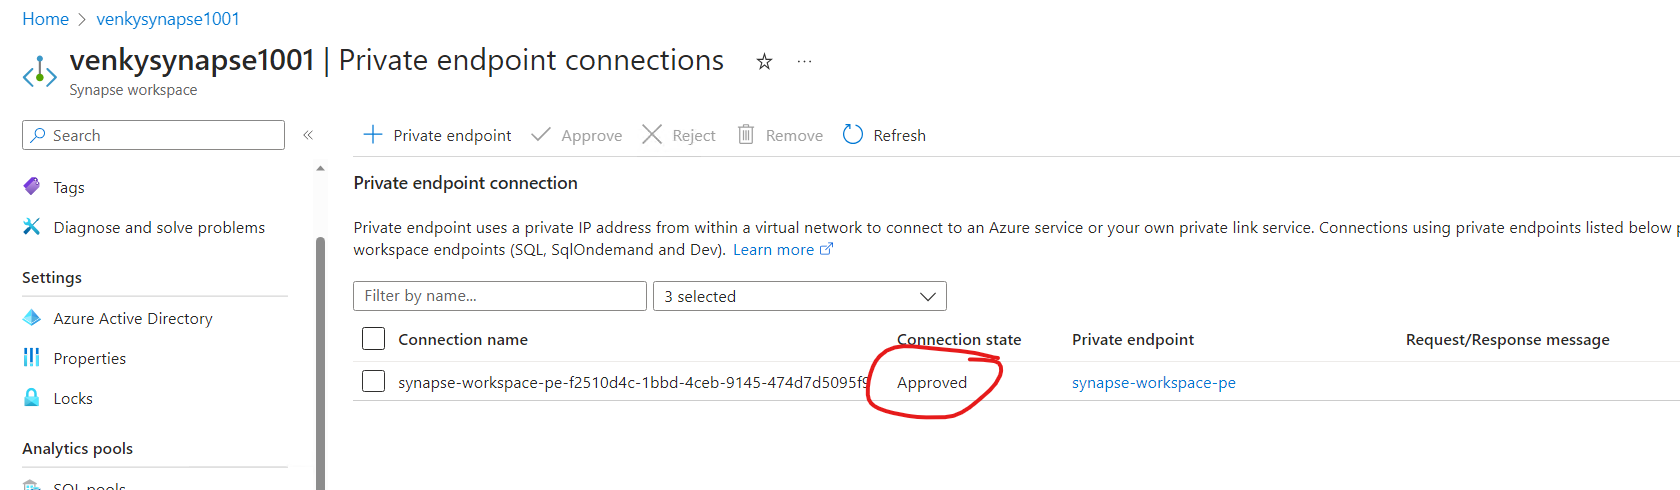 Home > venkysynapse1001
venkysynapse1001 | Private endpoint connections ☆ ...
Synapse workspace
Search «
+ Private endpoint Approve Reject Remove Refresh
Tags
Diagnose and solve problems
Settings
Azure Active Directory
Properties
Locks
Analytics pools
SQL pools
Private endpoint connection
Private endpoint uses a private IP address from within a virtual network to connect to an Azure service or your own private link service. Connections using private endpoints listed below
workspace endpoints (SQL, SqlOndemand and Dev). Learn more
Filter by name... 3 selected
Connection name Connection state Private endpoint Request/Response message
synapse-workspace-pe-f2510d4c-1bbd-4ceb-9145-474d7d5095f9 Approved synapse-workspace-pe